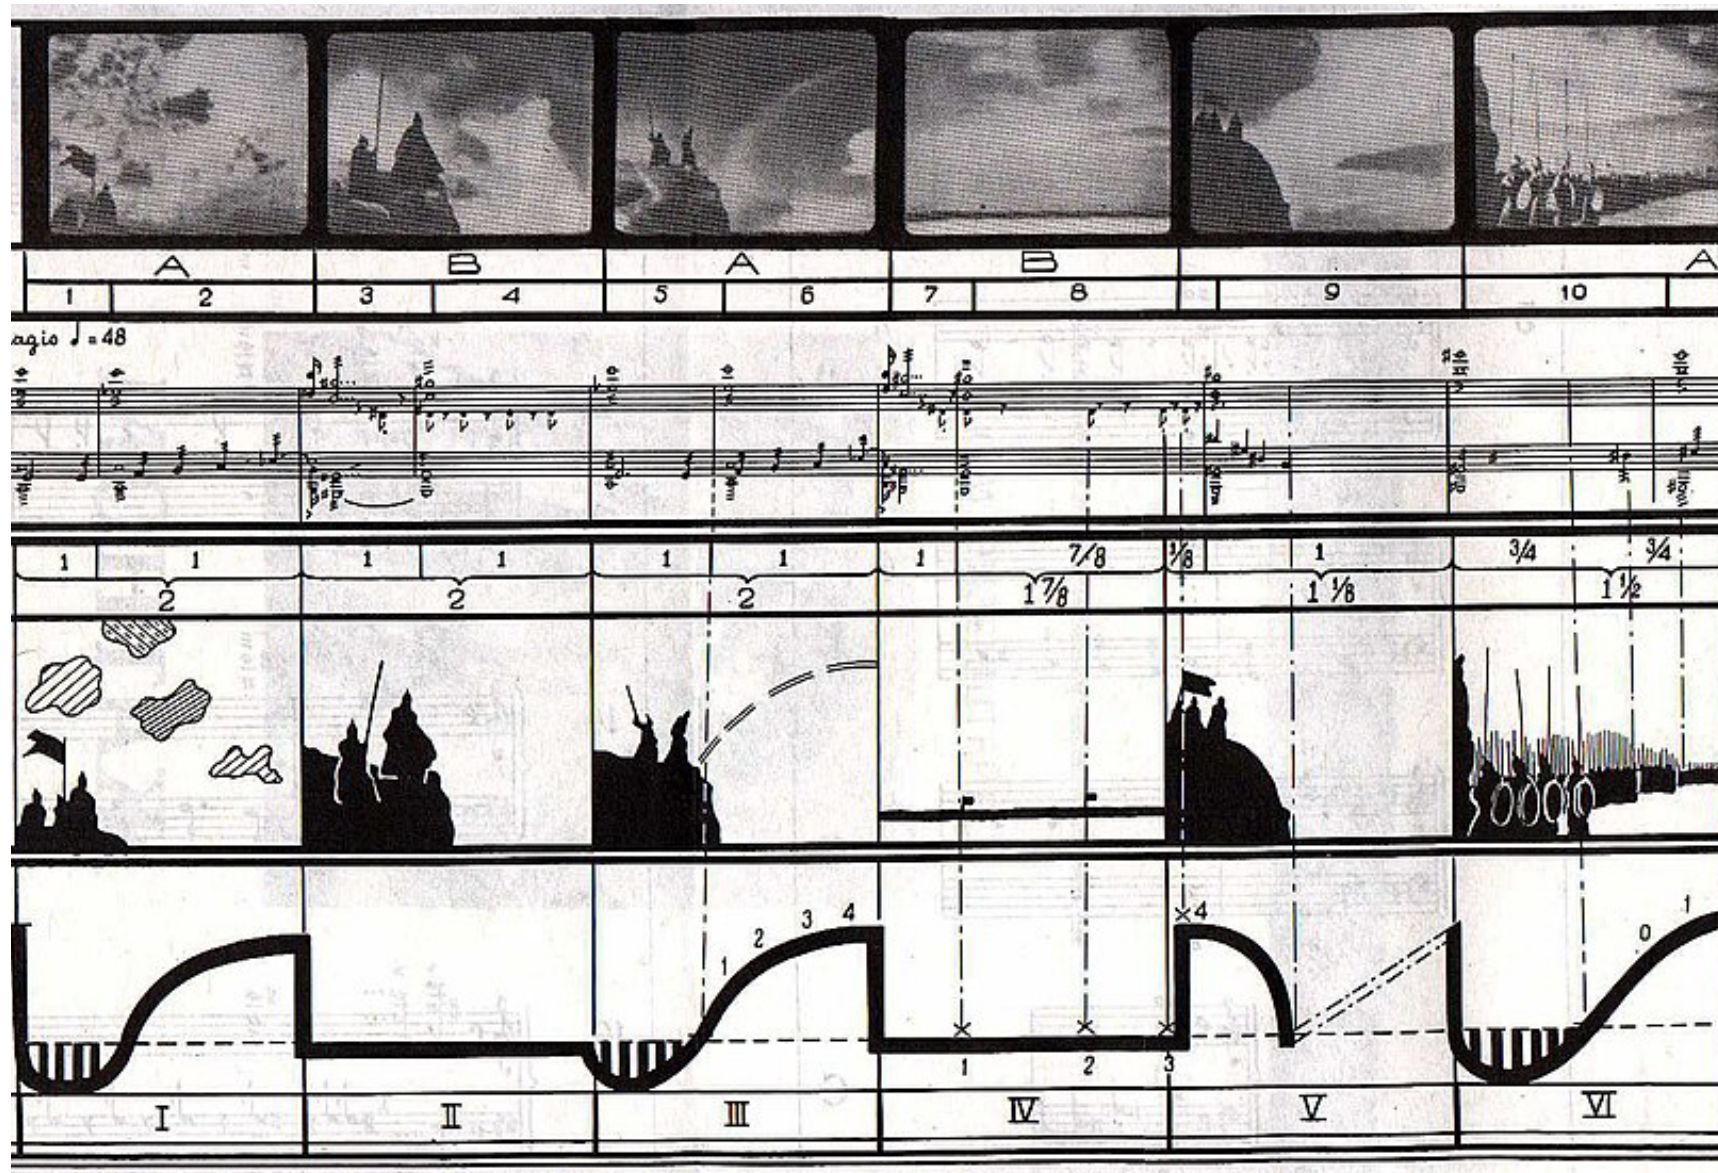 A B A B A
1 2 3 4 5 6 7 8 9 10
agis ♩ = 48
1 1 1 1 1 1 1 7/8 1/8 1 3/4 3/4
2 2 2 1 7/8 1 1/8 1 1/2
1 2 3 4 4 0 1
1 2 3
I II III IV V VI